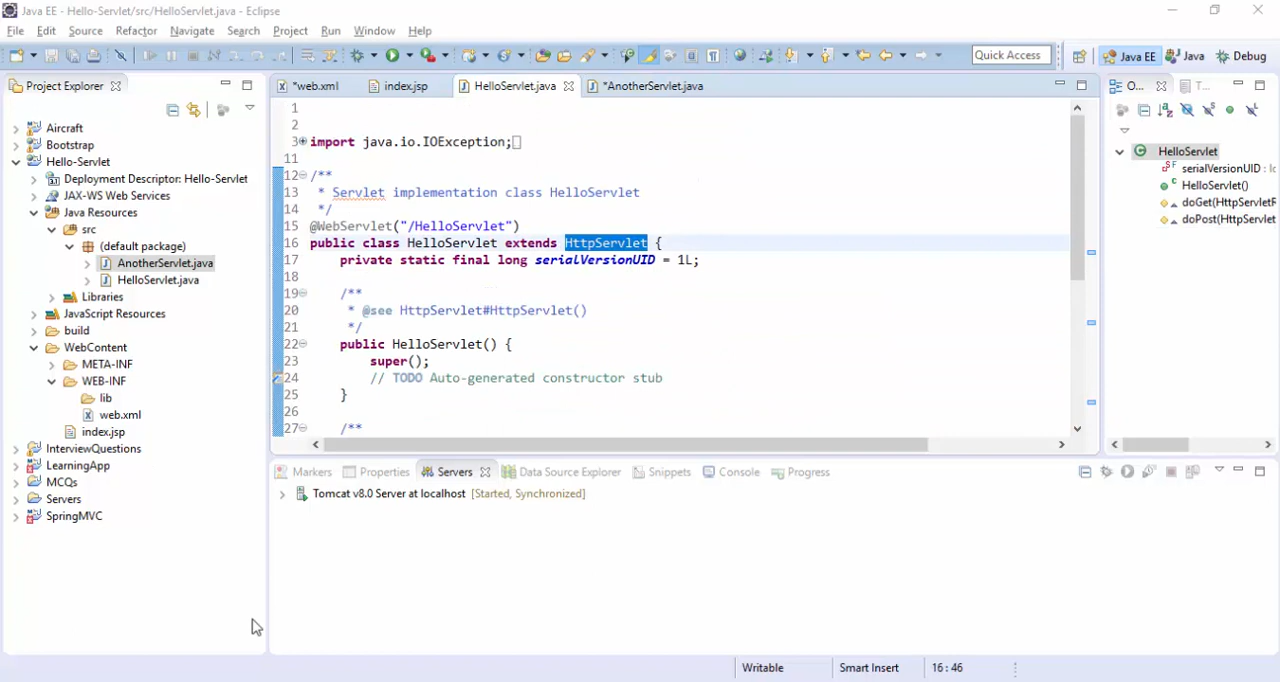 Java EE - Hello-Servlet/src/HelloServlet.java - Eclipse
File Edit Source Refactor Navigate Search Project Run Window Help
Quick Access Java EE Java Debug
Project Explorer
Aircraft
Bootstrap
Hello-Servlet
Deployment Descriptor: Hello-Servlet
JAX-WS Web Services
Java Resources
src
(default package)
AnotherServlet.java
HelloServlet.java
Libraries
JavaScript Resources
build
WebContent
META-INF
WEB-INF
lib
web.xml
index.jsp
InterviewQuestions
LearningApp
MCQs
Servers
SpringMVC
*web.xml index.jsp HelloServlet.java *AnotherServlet.java
1
2
3 import java.io.IOException;
11
12 /**
13 * Servlet implementation class HelloServlet
14 */
15 @WebServlet("/HelloServlet")
16 public class HelloServlet extends HttpServlet {
17 private static final long serialVersionUID = 1L;
18
19 /**
20 * @see HttpServlet#HttpServlet()
21 */
22 public HelloServlet() {
23 super();
24 // TODO Auto-generated constructor stub
25 }
26
27 /**
O... T...
HelloServlet
serialVersionUID : lo
HelloServlet()
doGet(HttpServletR
doPost(HttpServlet
Markers Properties Servers Data Source Explorer Snippets Console Progress
Tomcat v8.0 Server at localhost [Started, Synchronized]
Writable Smart Insert 16 : 46